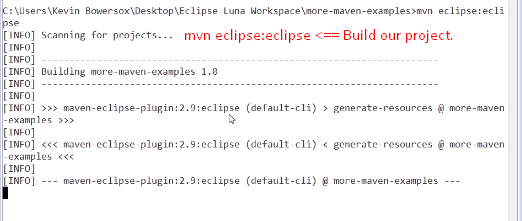 C:\Users\Kevin Bowersox\Desktop\Eclipse Luna Workspace\more-maven-examples>mvn eclipse:ecli
pse
[INFO] Scanning for projects... mvn eclipse:eclipse <== Build our project.
[INFO]
[INFO] ------------------------------------------------------------------------
[INFO] Building more-maven-examples 1.0
[INFO] ------------------------------------------------------------------------
[INFO]
[INFO] >>> maven-eclipse-plugin:2.9:eclipse (default-cli) > generate-resources @ more-maven
-examples >>>
[INFO]
[INFO] <<< maven-eclipse-plugin:2.9:eclipse (default-cli) < generate-resources @ more-maven
-examples <<<
[INFO]
[INFO] --- maven-eclipse-plugin:2.9:eclipse (default-cli) @ more-maven-examples ---